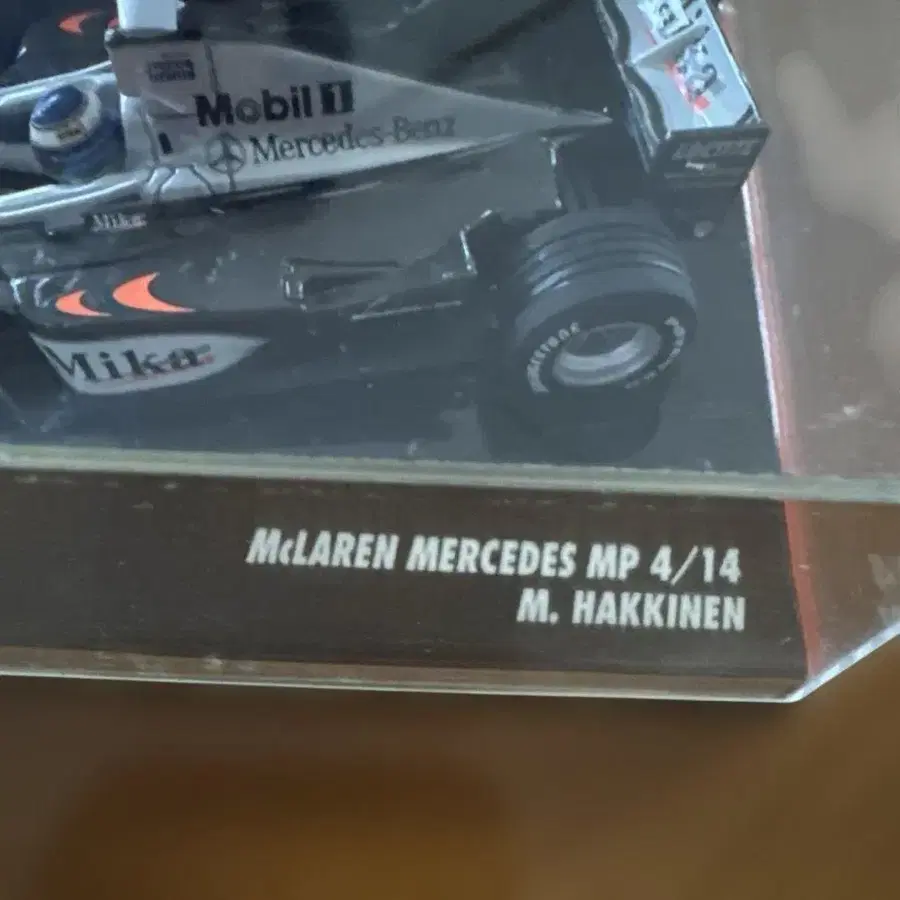 Mobil 1
Mercedes-Benz
Mika
Mika
McLAREN MERCEDES MP 4/14
M. HAKKINEN